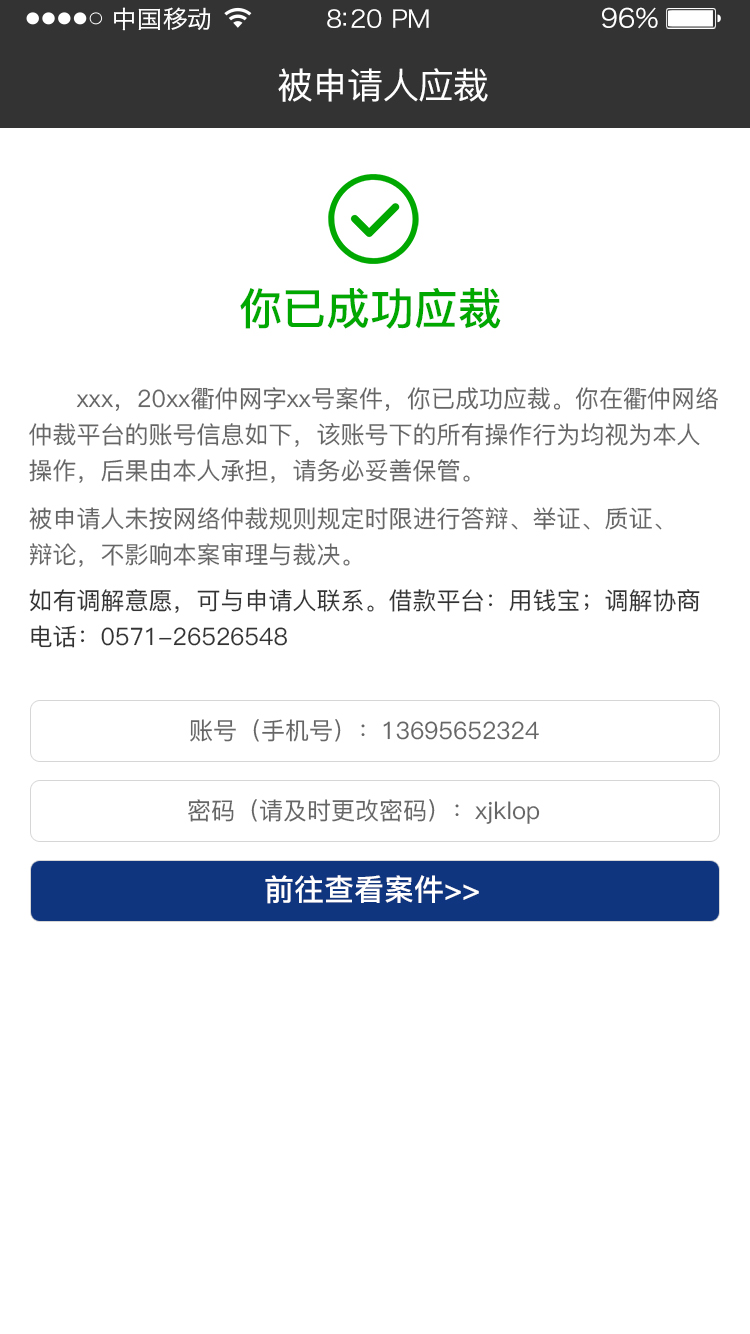 中国移动 8:20 PM 96%
被申请人应裁
你已成功应裁
xxx，20xx衢仲网字xx号案件，你已成功应裁。你在衢仲网络
仲裁平台的账号信息如下，该账号下的所有操作行为均视为本人
操作，后果由本人承担，请务必妥善保管。
被申请人未按网络仲裁规则规定时限进行答辩、举证、质证、
辩论，不影响本案审理与裁决。
如有调解意愿，可与申请人联系。借款平台：用钱宝；调解协商
电话：0571-26526548
账号（手机号）：13695652324
密码（请及时更改密码）：xjklop
前往查看案件>>